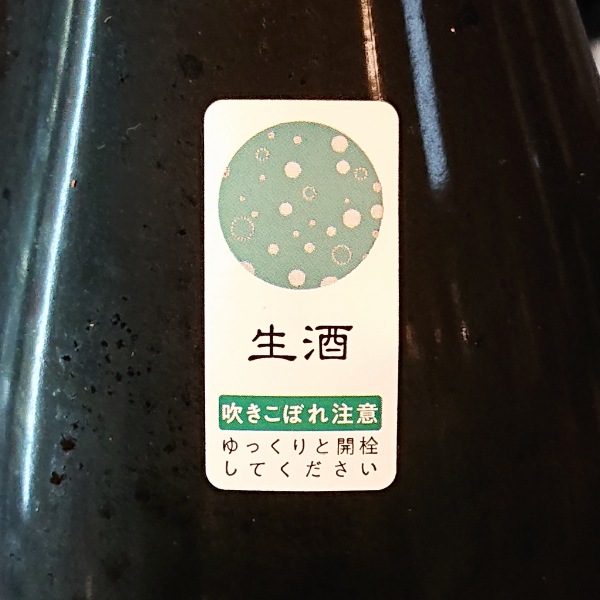 生酒
吹きこぼれ注意
ゆっくりと開栓
してください